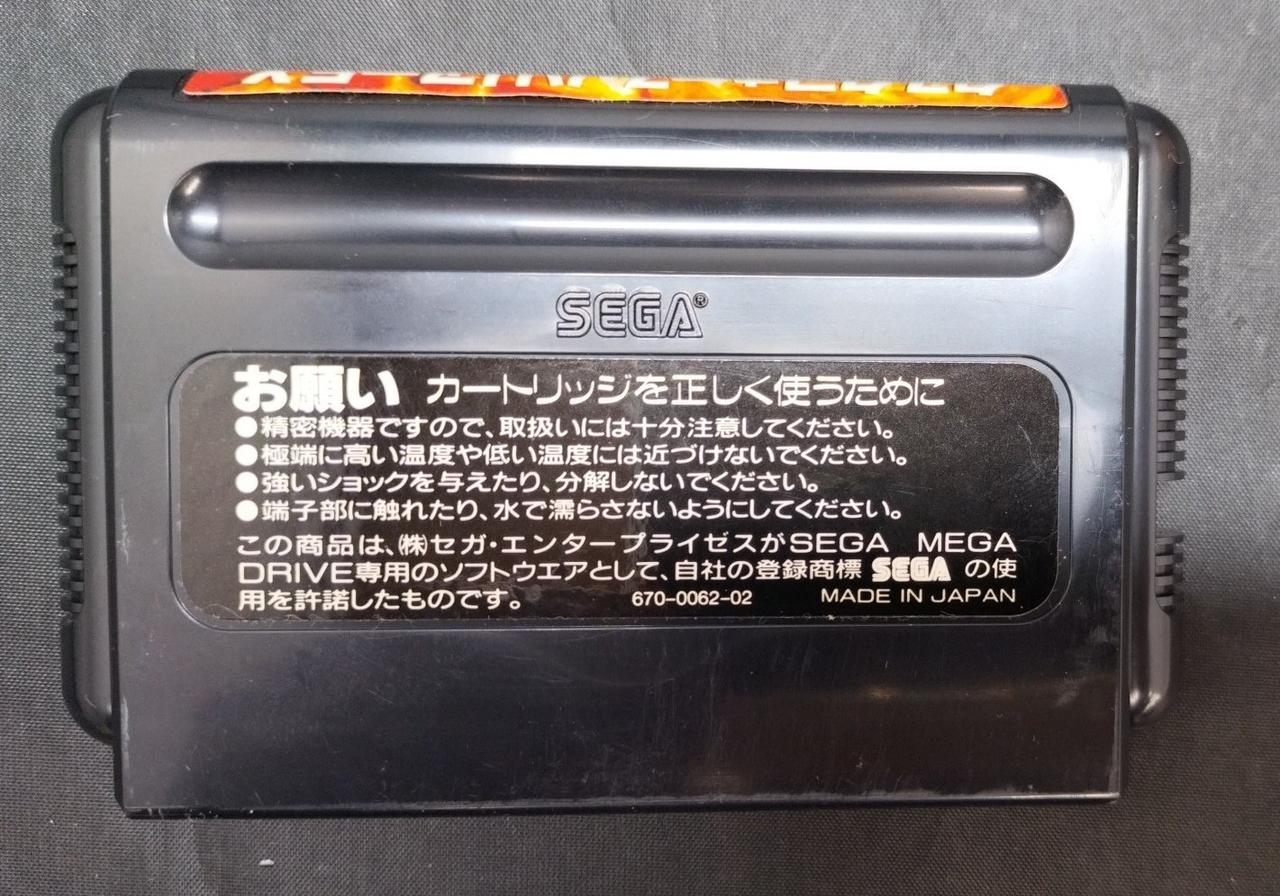 SEGA®
お願い カートリッジを正しく使うために
●精密機器ですので、取扱いには十分注意してください。
●極端に高い温度や低い温度には近づけないでください。
●強いショックを与えたり、分解しないでください。
●端子部に触れたり、水で濡らさないようにしてください。
この商品は、㈱セガ・エンタープライゼスがSEGA MEGA
DRIVE専用のソフトウエアとして、自社の登録商標 SEGA の使
用を許諾したものです。 670-0062-02 MADE IN JAPAN